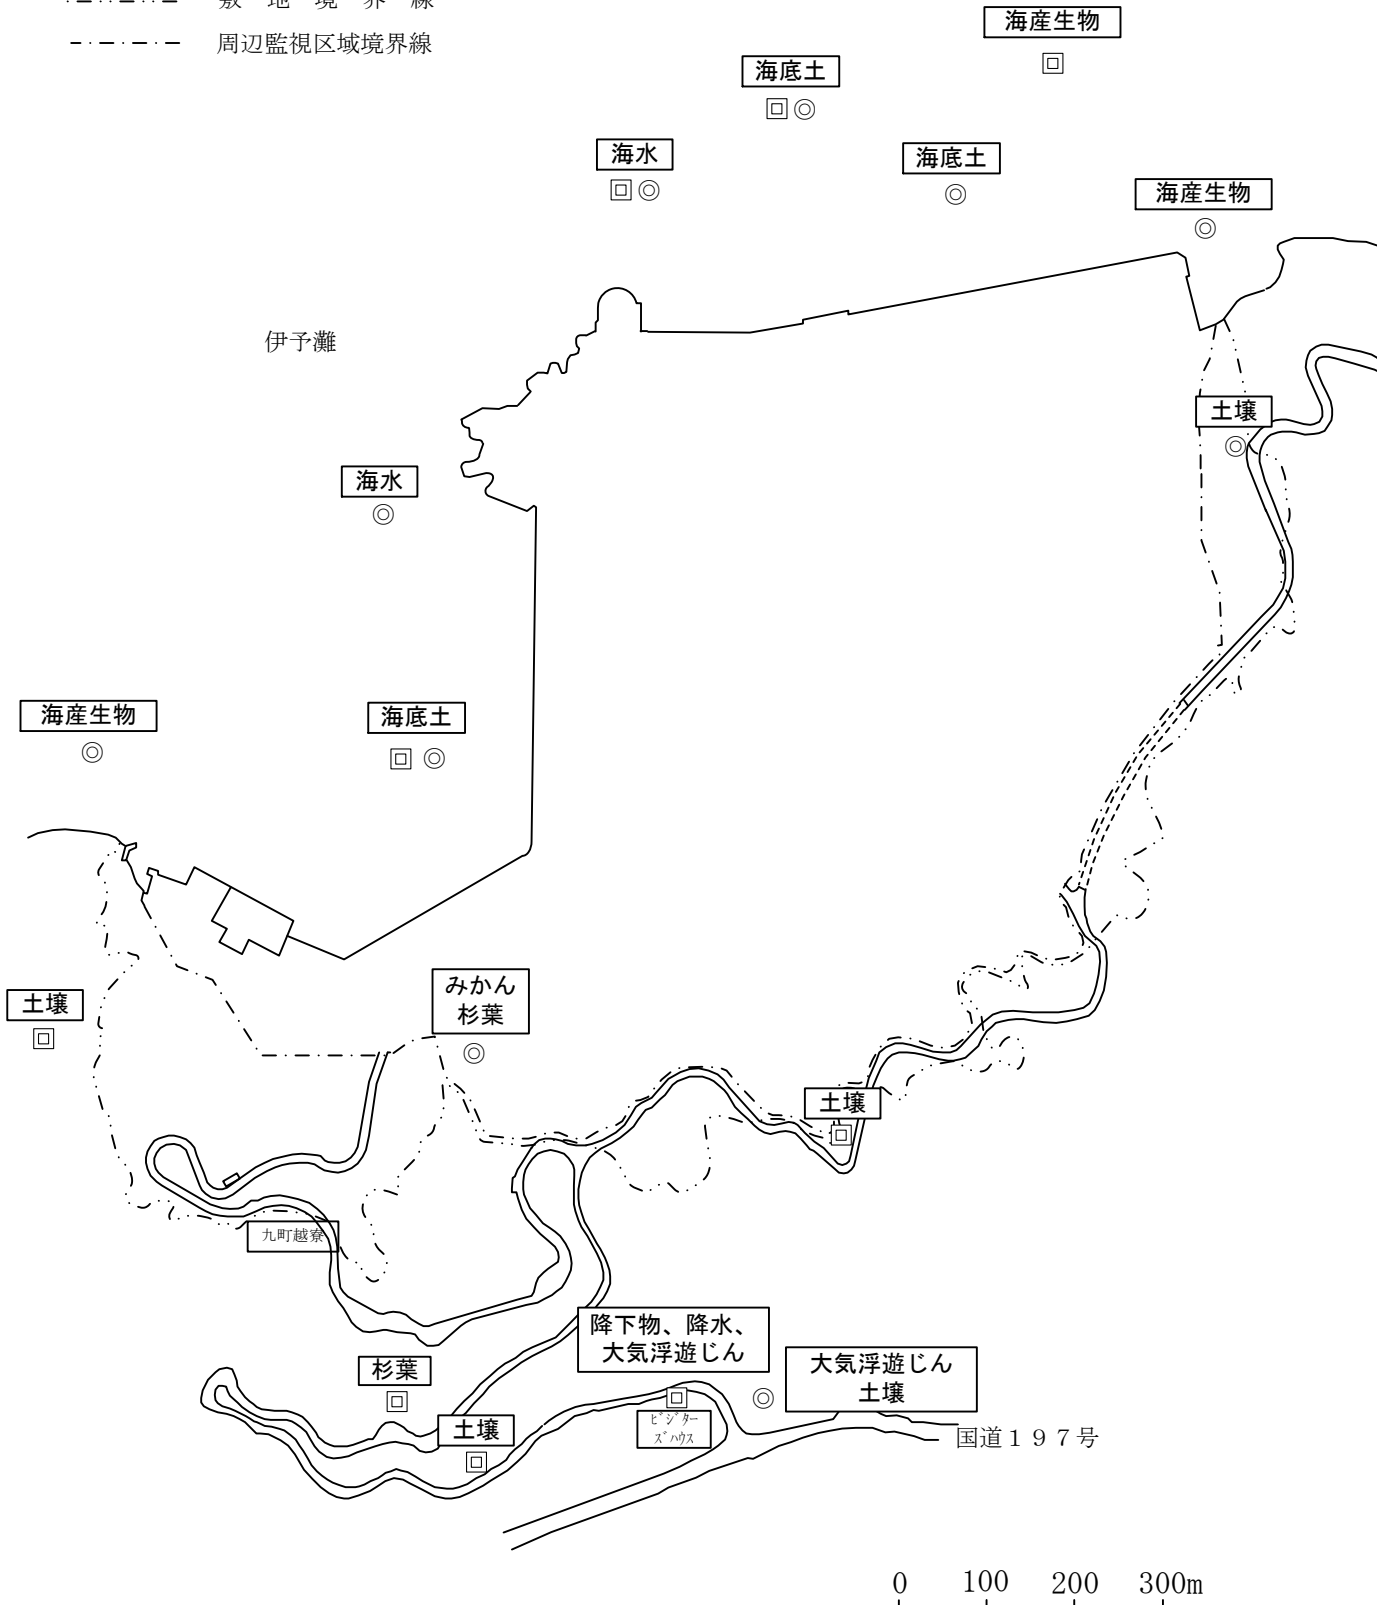 敷　地　境　界　線
周辺監視区域境界線
海産生物
海底土
海水
海底土
海産生物
伊予灘
土壌
海水
海産生物
海底土
土壌
みかん
杉葉
土壌
九町越寮
降下物、降水、
大気浮遊じん
大気浮遊じん
土壌
杉葉
土壌
ﾋﾞｼﾞﾀｰ
ｽﾞﾊｳｽ
国道１９７号
0　100　200　300m